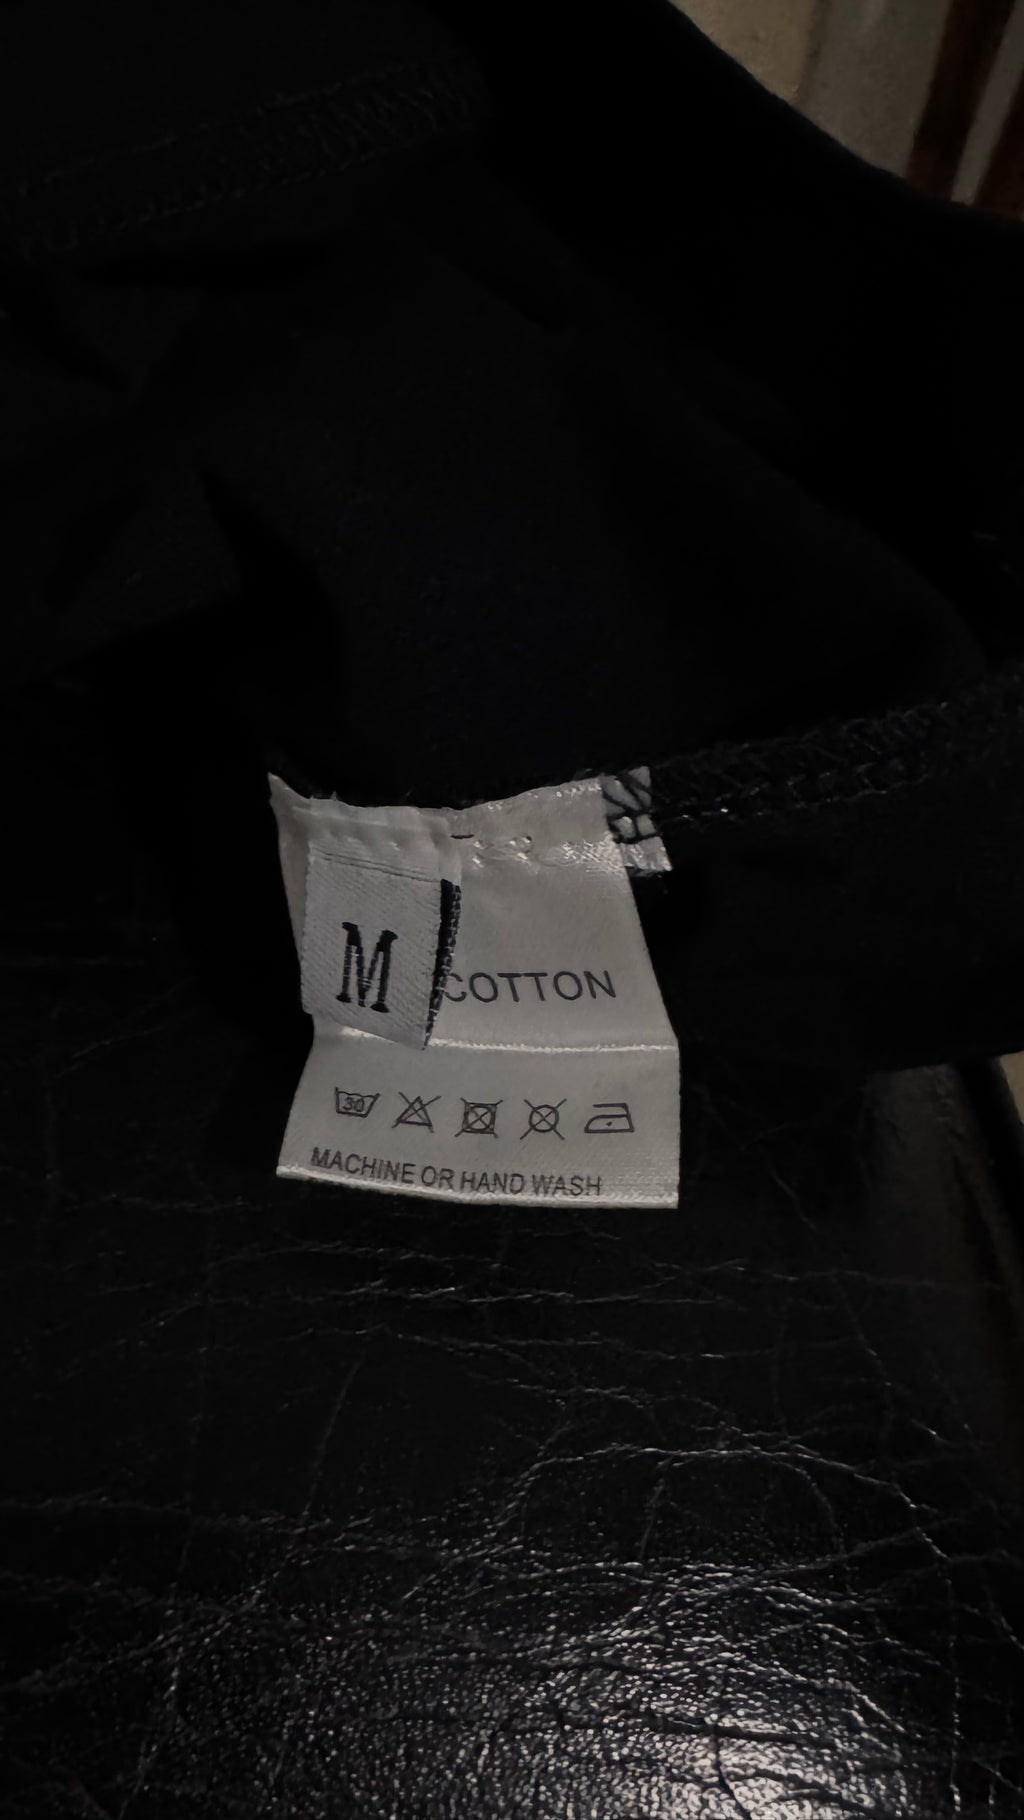 M
COTTON
30
MACHINE OR HAND WASH